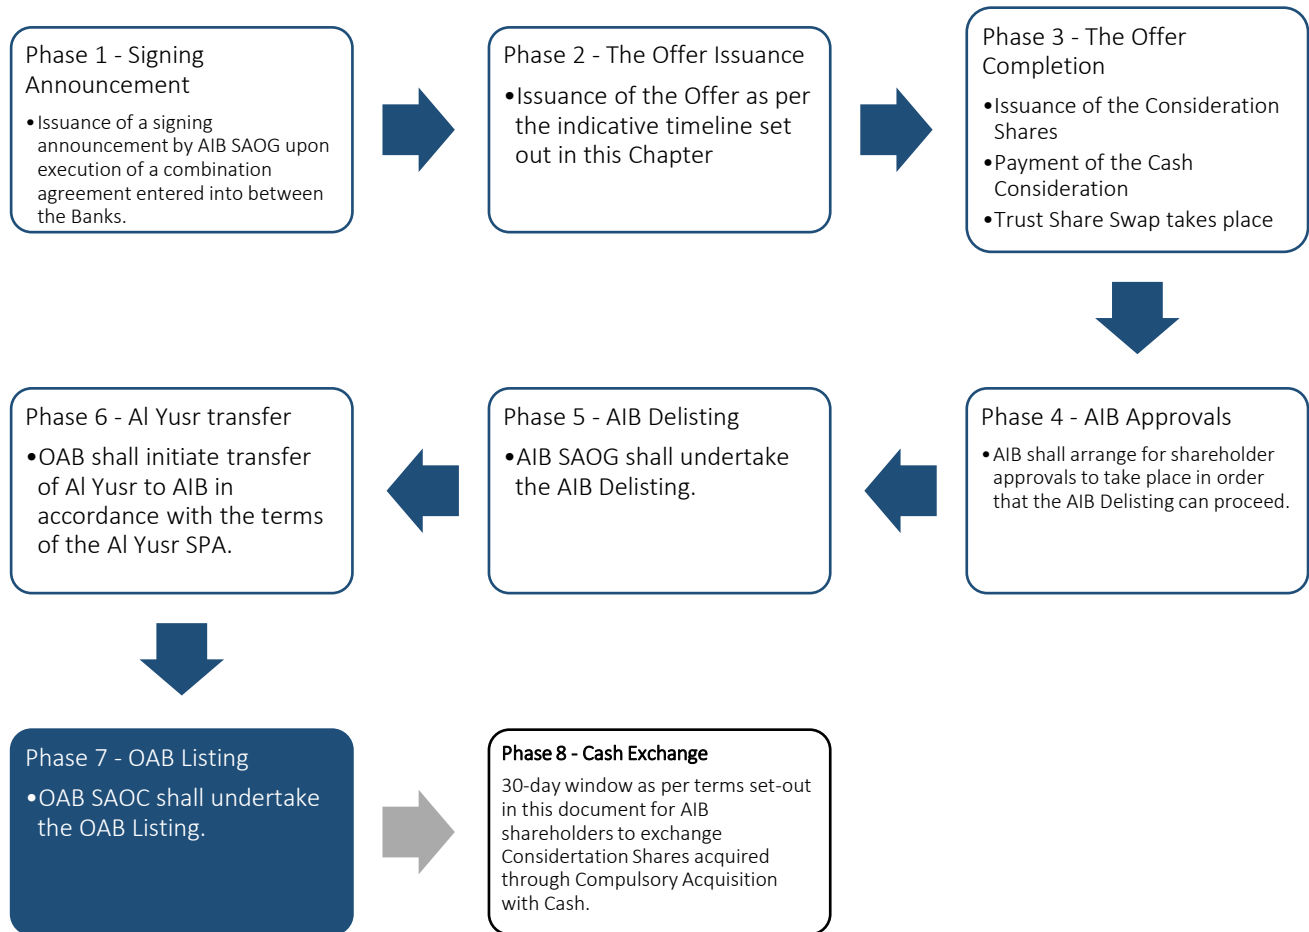 Phase 1 - Signing
Announcement
•Issuance of a signing
announcement by AIB SAOG upon
execution of a combination
agreement entered into between
the Banks.
Phase 2 - The Offer Issuance
•Issuance of the Offer as per
the indicative timeline set
out in this Chapter
Phase 3 - The Offer
Completion
•Issuance of the Consideration
Shares
•Payment of the Cash
Consideration
•Trust Share Swap takes place
Phase 4 - AIB Approvals
•AIB shall arrange for shareholder
approvals to take place in order
that the AIB Delisting can proceed.
Phase 5 - AIB Delisting
•AIB SAOG shall undertake
the AIB Delisting.
Phase 6 - Al Yusr transfer
•OAB shall initiate transfer
of Al Yusr to AIB in
accordance with the terms
of the Al Yusr SPA.
Phase 7 - OAB Listing
•OAB SAOC shall undertake
the OAB Listing.
Phase 8 - Cash Exchange
30-day window as per terms set-out
in this document for AIB
shareholders to exchange
Considertation Shares acquired
through Compulsory Acquisition
with Cash.